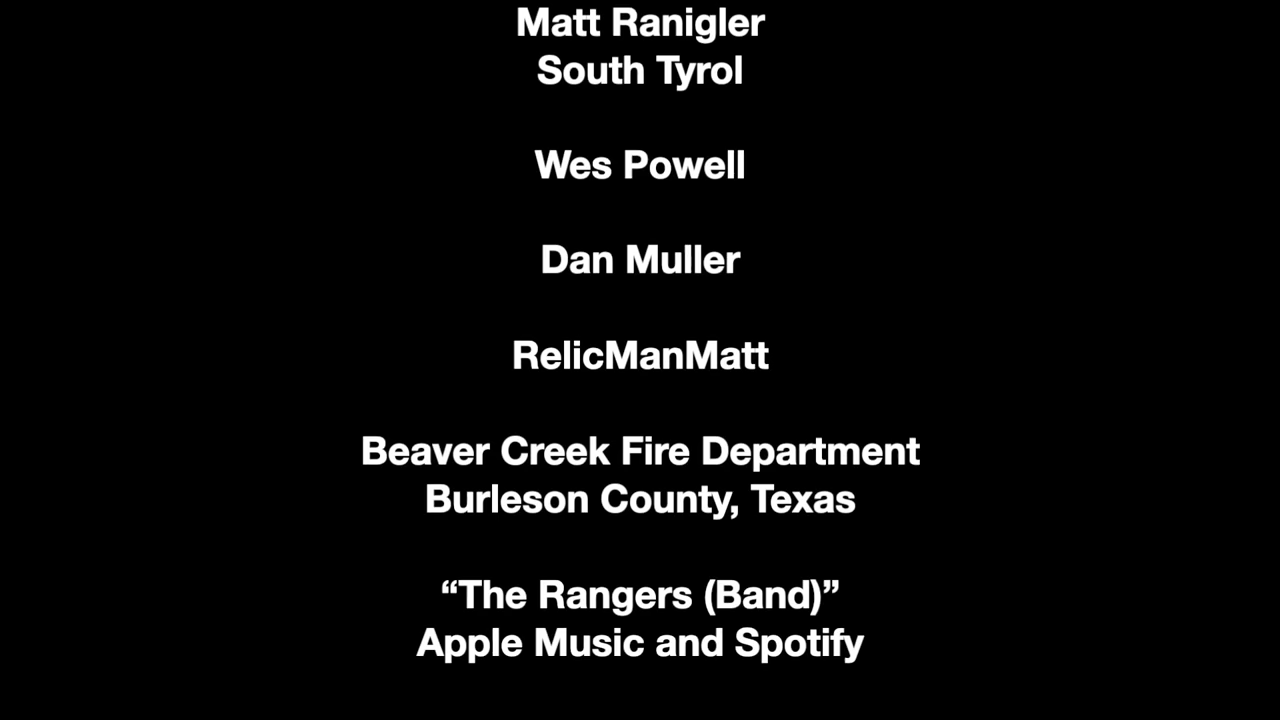 Matt Ranigler
South Tyrol
Wes Powell
Dan Muller
RelicManMatt
Beaver Creek Fire Department
Burleson County, Texas
“The Rangers (Band)”
Apple Music and Spotify